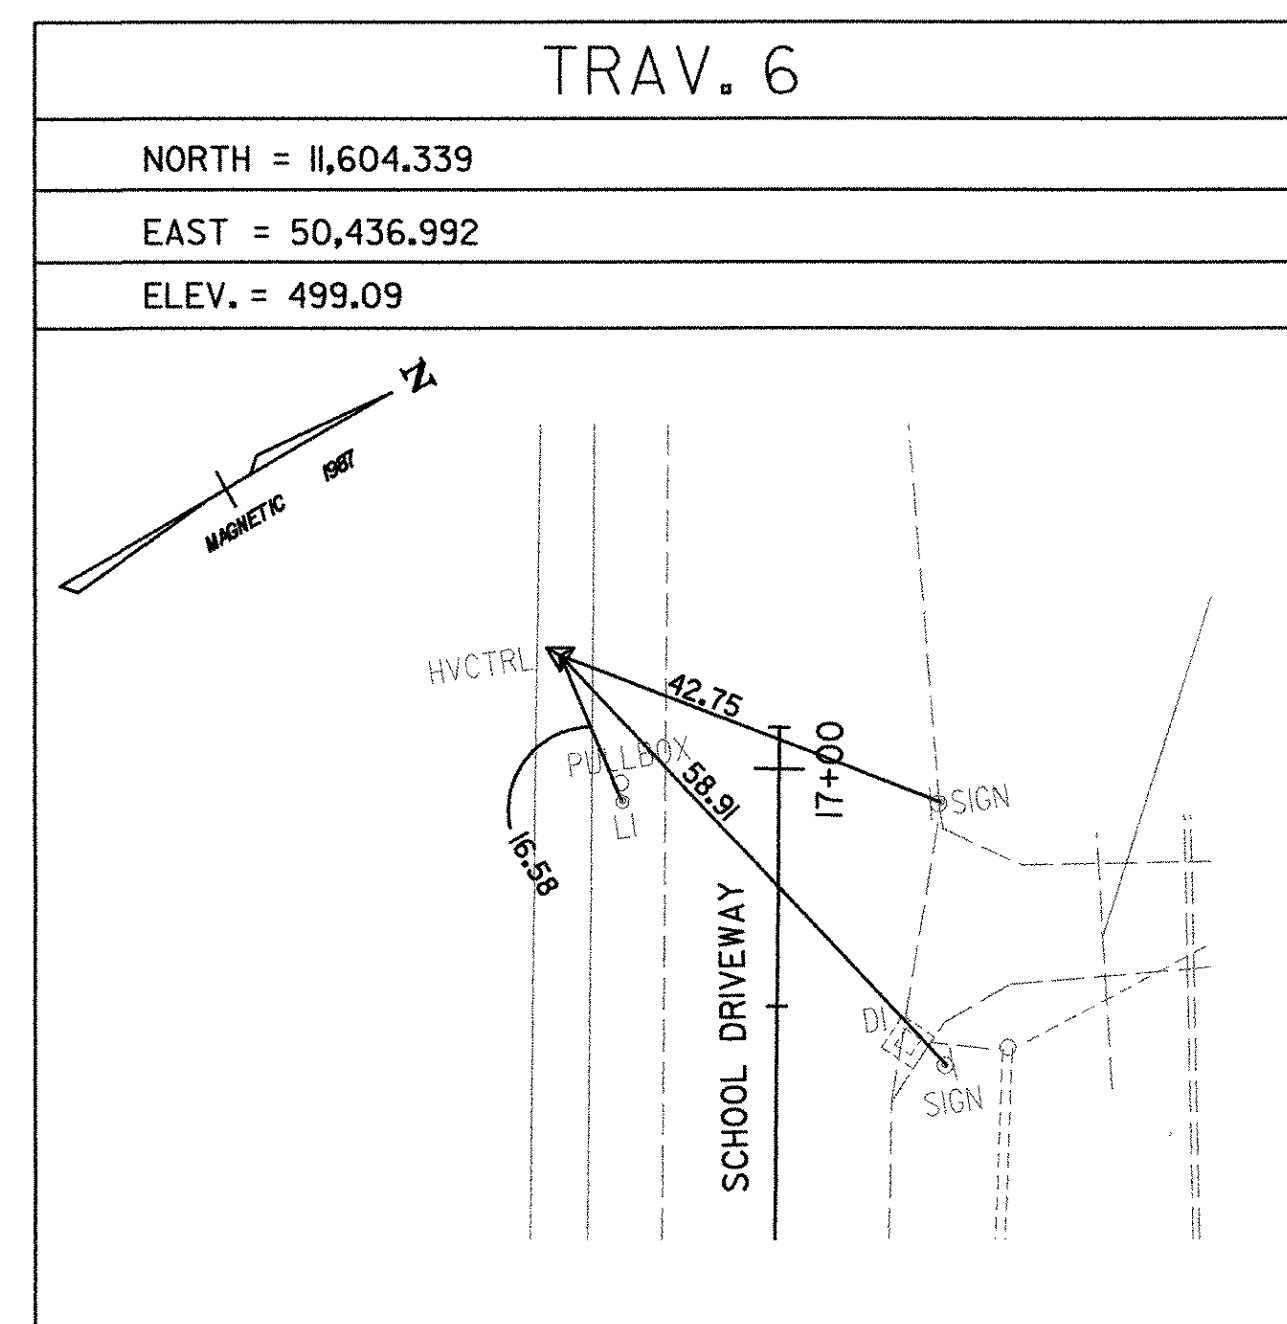 TRAV. 6
NORTH = 11,604.339
EAST = 50,436.992
ELEV. = 499.09
N
MAGNETIC 1987
HVCTRL
42.75
17+00
PULLBOX
58.91
SIGN
LI
16.58
SCHOOL DRIVEWAY
DI
SIGN